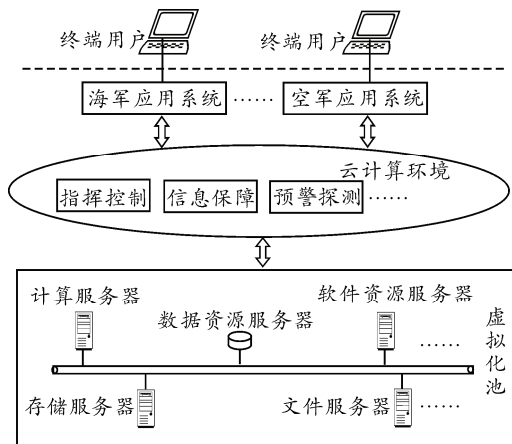 终端用户 终端用户
海军应用系统 …… 空军应用系统
云计算环境
指挥控制 信息保障 预警探测 ……
计算服务器 数据资源服务器 软件资源服务器
……
虚拟化池
存储服务器 文件服务器 ……